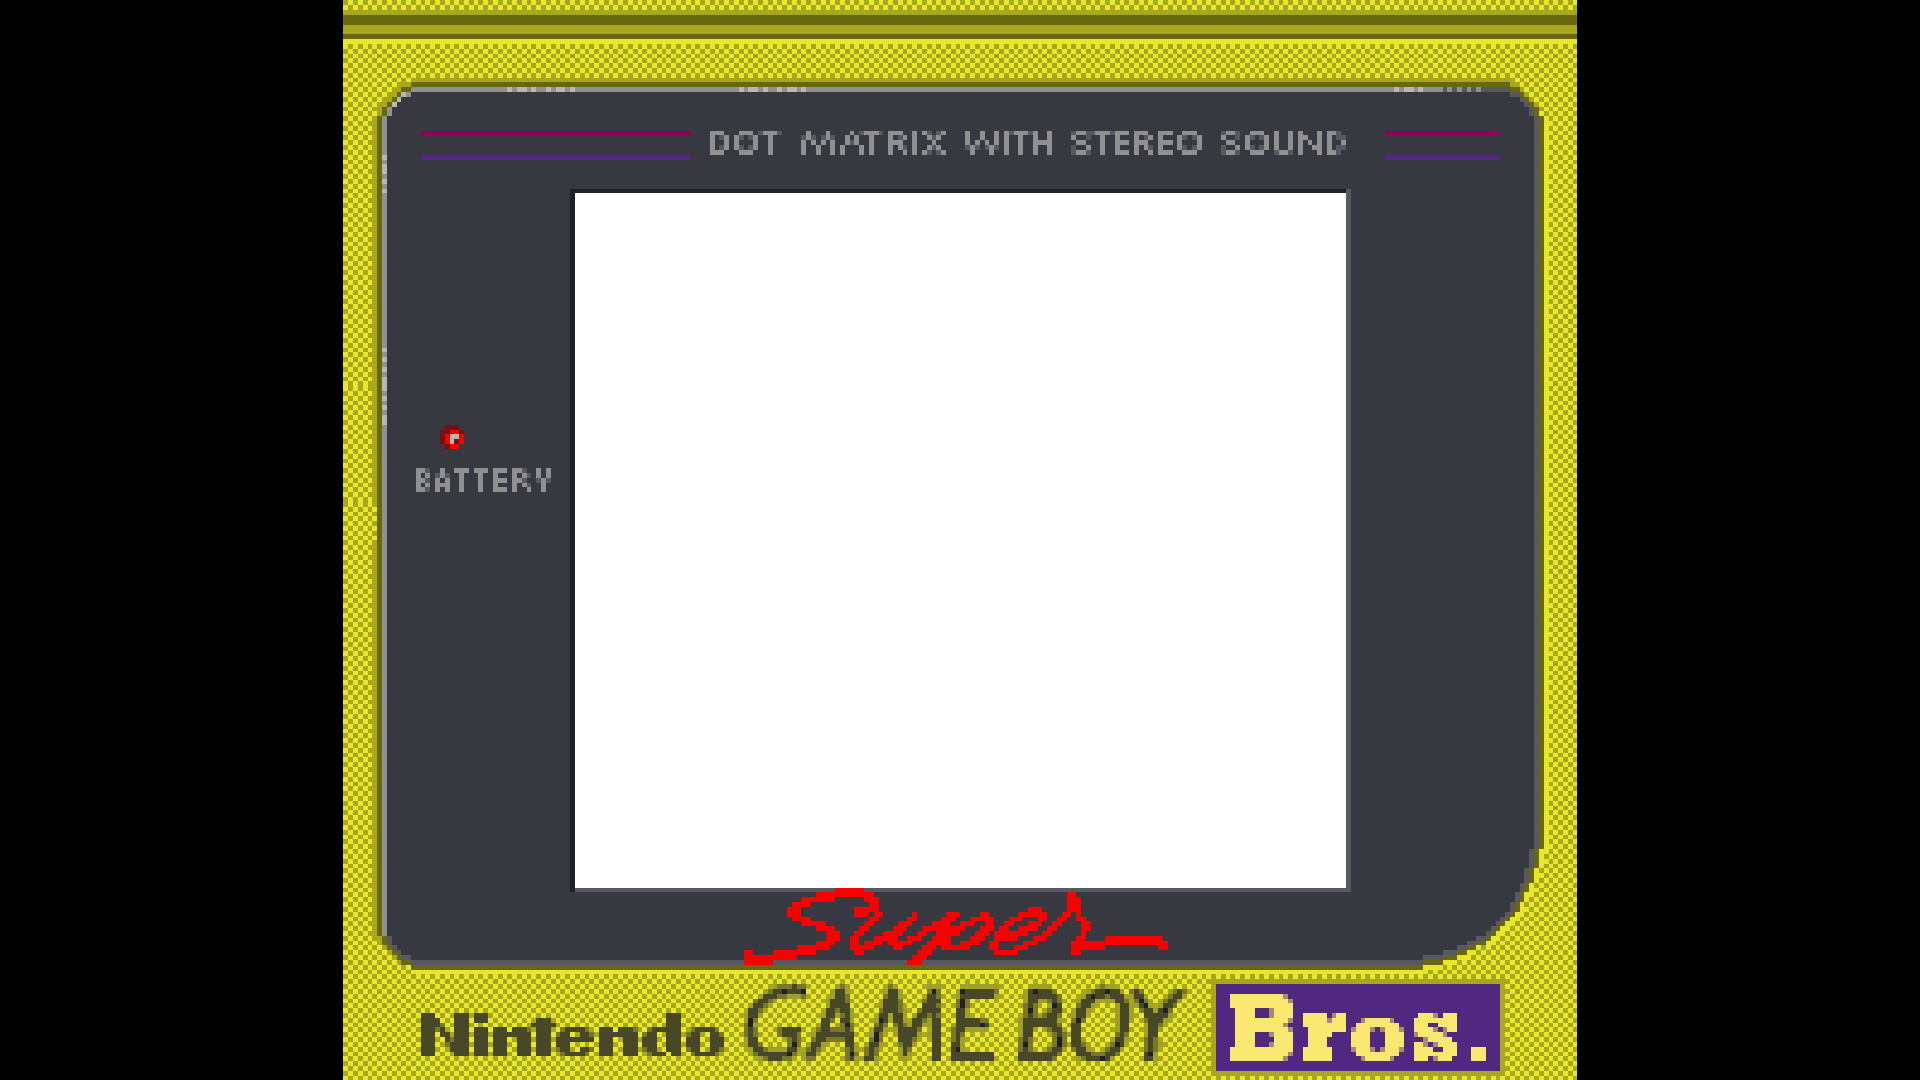 DOT MATRIX WITH STEREO SOUND
BATTERY
Super
Nintendo GAME BOY Bros.